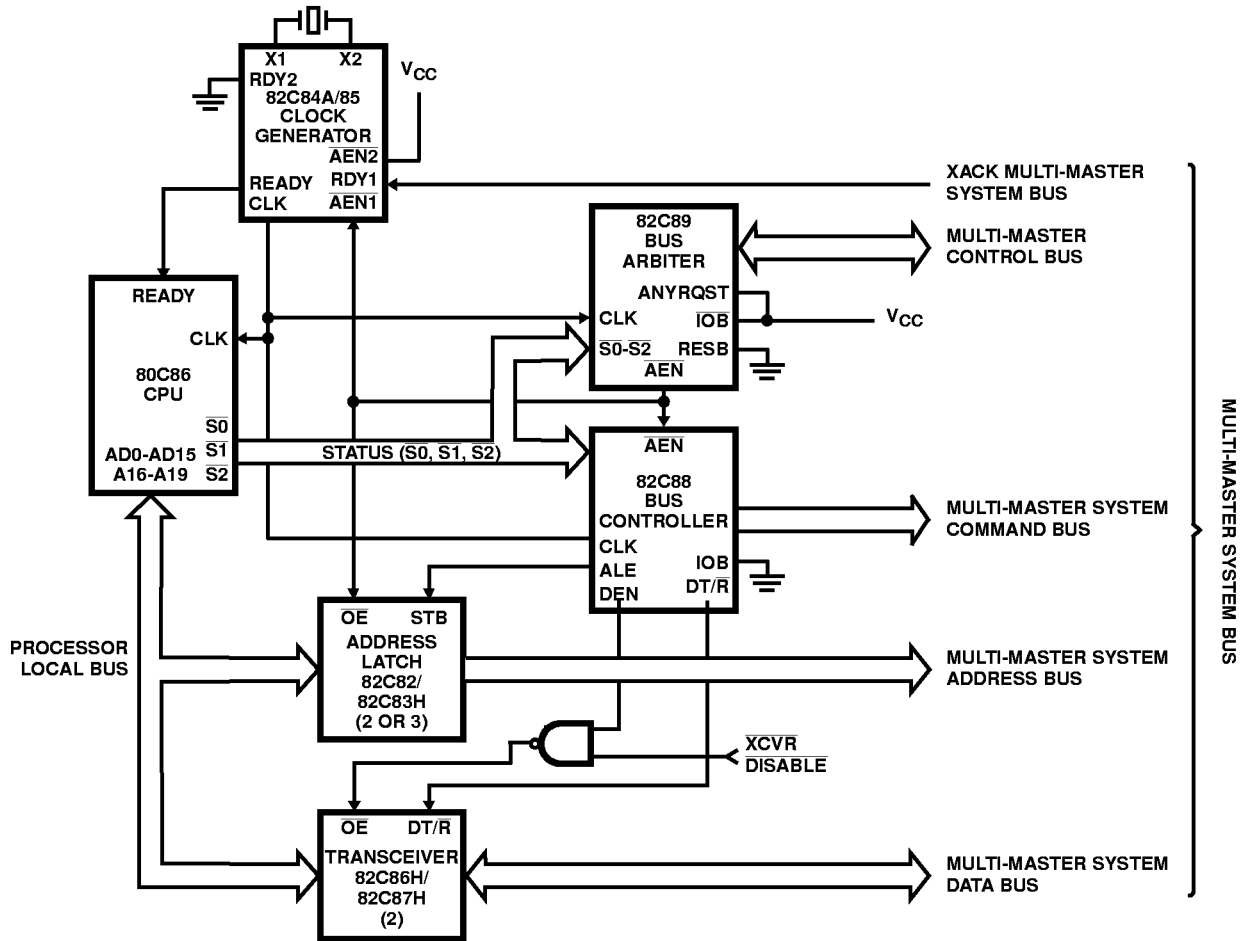 X1 X2
RDY2
82C84A/85
CLOCK
GENERATOR
AEN2
RDY1
AEN1
READY
CLK
VCC
XACK MULTI-MASTER
SYSTEM BUS
82C89
BUS
ARBITER
ANYRQST
CLK
IOB
S0-S2
RESB
AEN
VCC
MULTI-MASTER
CONTROL BUS
READY
CLK
80C86
CPU
S0
AD0-AD15
S1
A16-A19
S2
STATUS (S0, S1, S2)
AEN
82C88
BUS
CONTROLLER
CLK
ALE
IOB
DEN
DT/R
MULTI-MASTER SYSTEM
COMMAND BUS
MULTI-MASTER SYSTEM BUS
PROCESSOR
LOCAL BUS
OE STB
ADDRESS
LATCH
82C82/
82C83H
(2 OR 3)
MULTI-MASTER SYSTEM
ADDRESS BUS
XCVR
DISABLE
OE DT/R
TRANSCEIVER
82C86H/
82C87H
(2)
MULTI-MASTER SYSTEM
DATA BUS